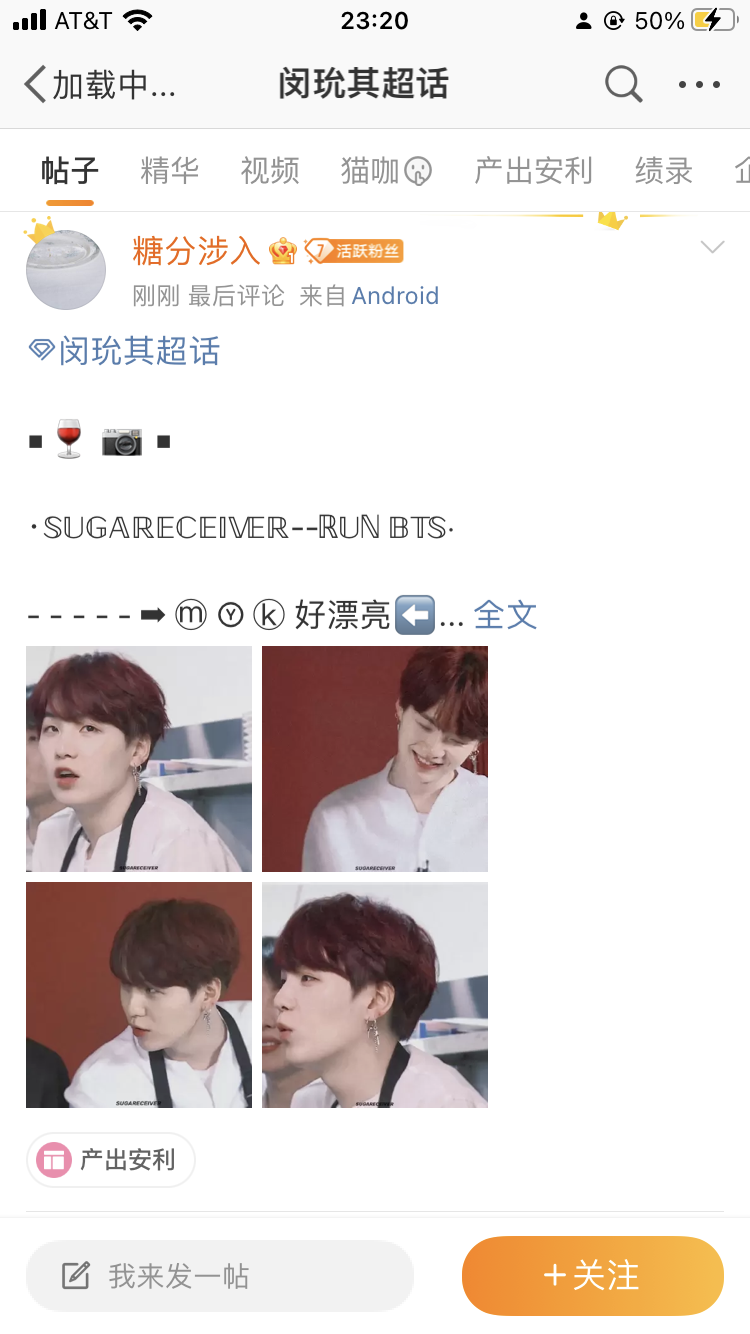 AT&T 23:20 50%
加载中... 闵玧其超话
帖子 精华 视频 猫咖 产出安利 绩录
糖分涉入 7 活跃粉丝
刚刚 最后评论 来自 Android
闵玧其超话
·SUGARECEIVER--RUN BTS·
- - - - - ➡ ⓜ ⓨ ⓚ 好漂亮⬅️... 全文
SUGARECEIVER
SUGARECEIVER
SUGARECEIVER
SUGARECEIVER
产出安利
我来发一帖
+关注